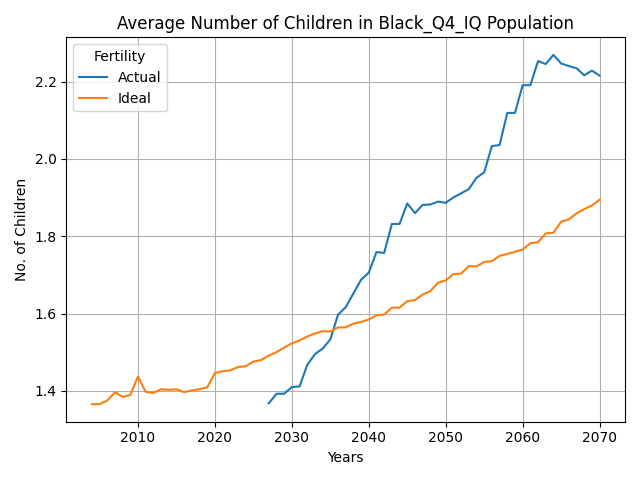 Average Number of Children in Black_Q4_IQ Population
Fertility
Actual
Ideal
No. of Children
2.2
2.0
1.8
1.6
1.4
2010 2020 2030 2040 2050 2060 2070
Years